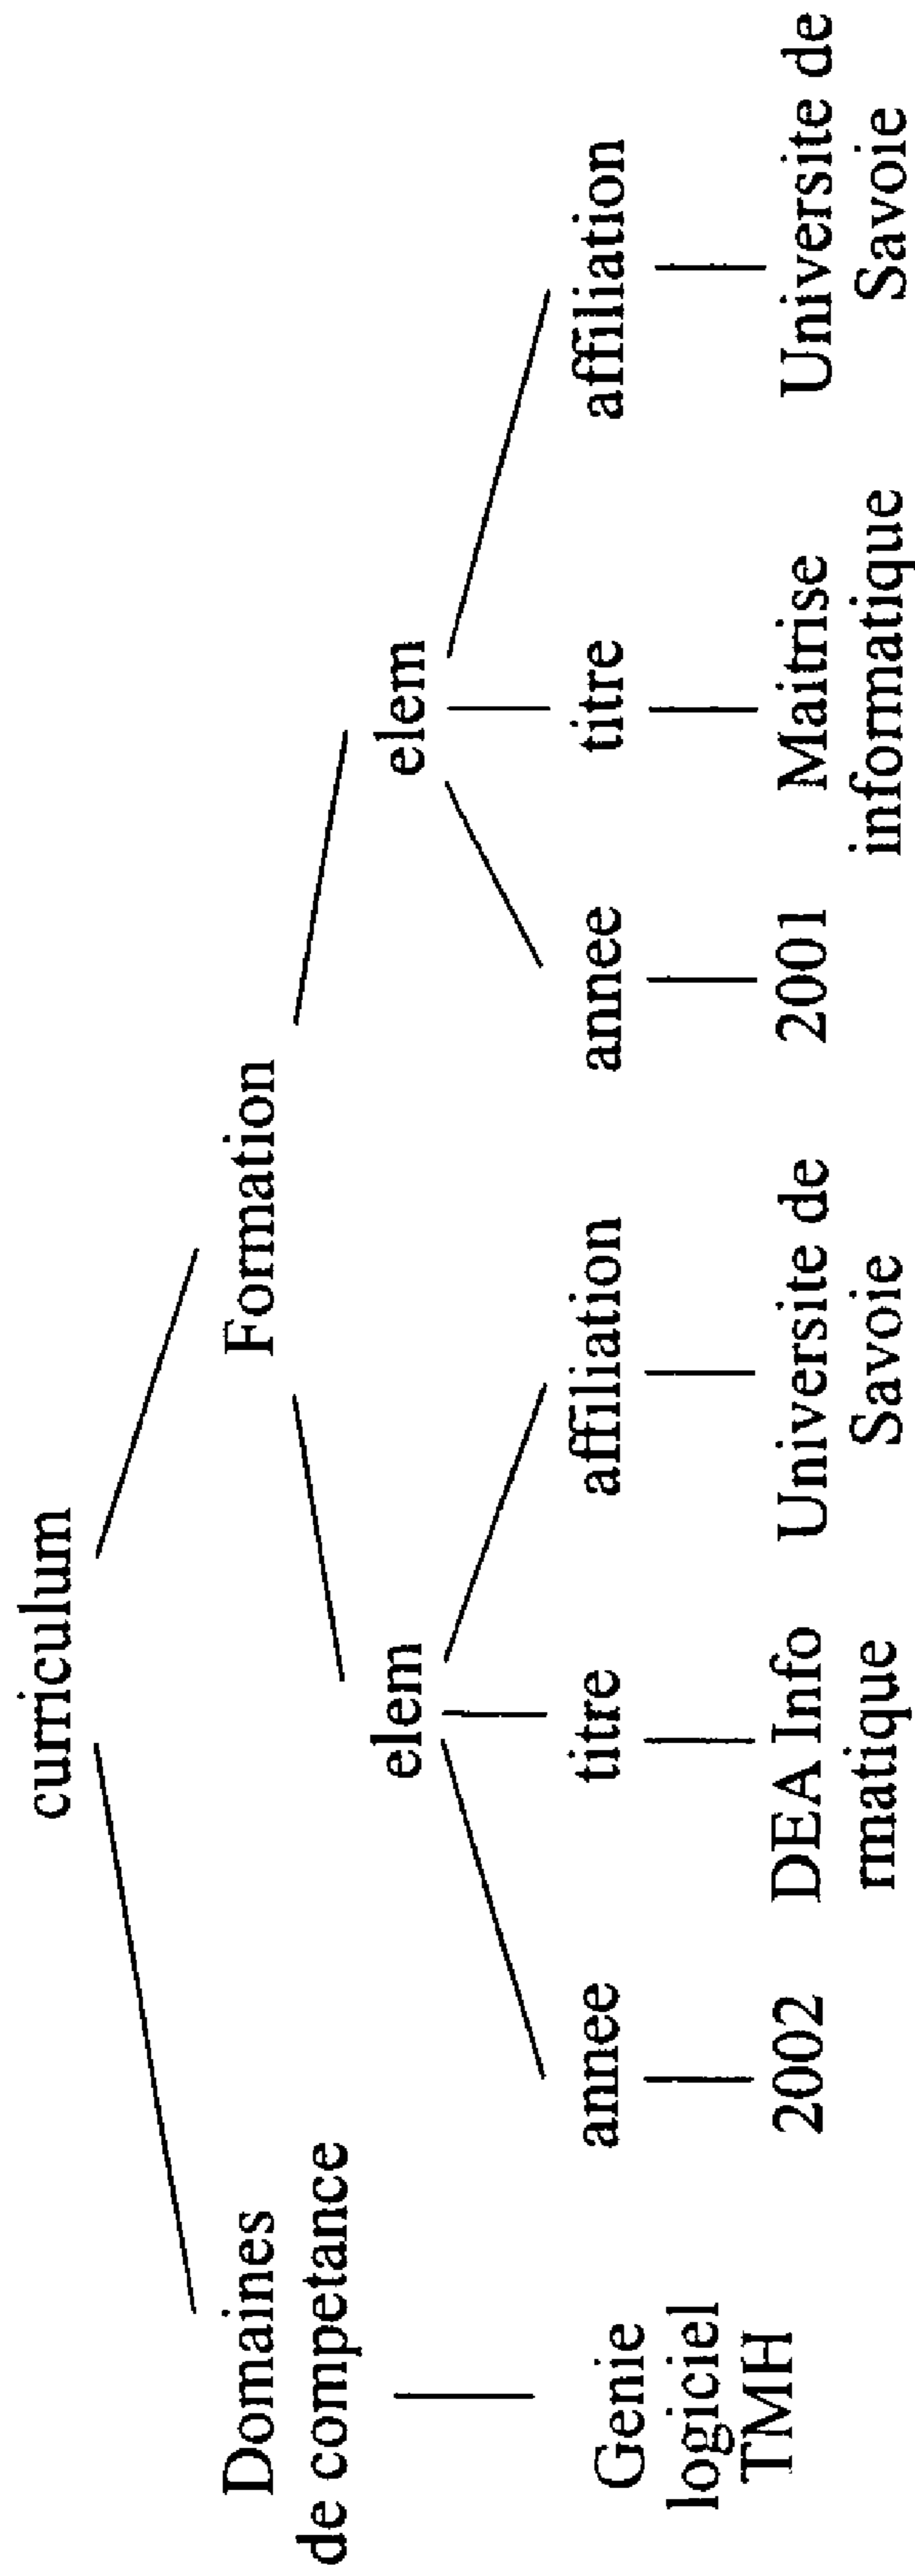 curriculum
Domaines
de competance
Formation
elem
elem
Genie
logiciel
TMH
annee
titre
affiliation
annee
titre
affiliation
2002
DEA Info
rmatique
Universite de
Savoie
2001
Maitrise
informatique
Universite de
Savoie